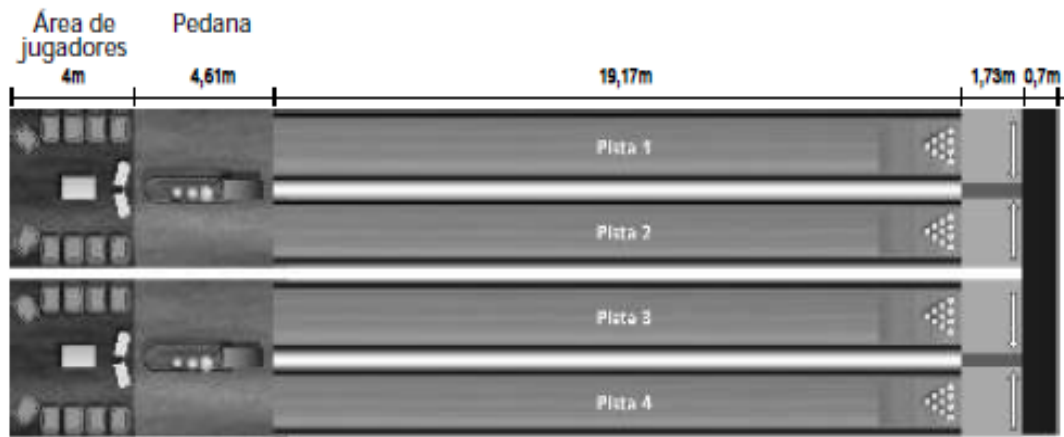 Área de
jugadores
Pedana
4m
4,61m
19,17m
1,73m
0,7m
Pista 1
Pista 2
Pista 3
Pista 4